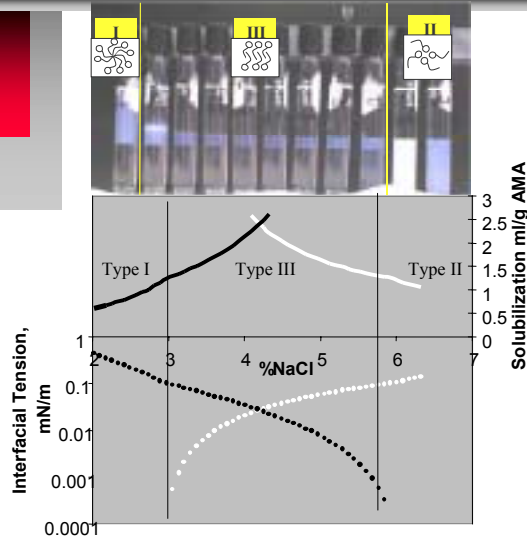 I
III
II
Type I
Type III
Type II
3
2.5
2
1.5
1
0.5
0
Solubilization ml/g AMA
2
3
4
5
6
7
%NaCl
Interfacial Tension,
mN/m
1
0.1
0.01
0.001
0.0001